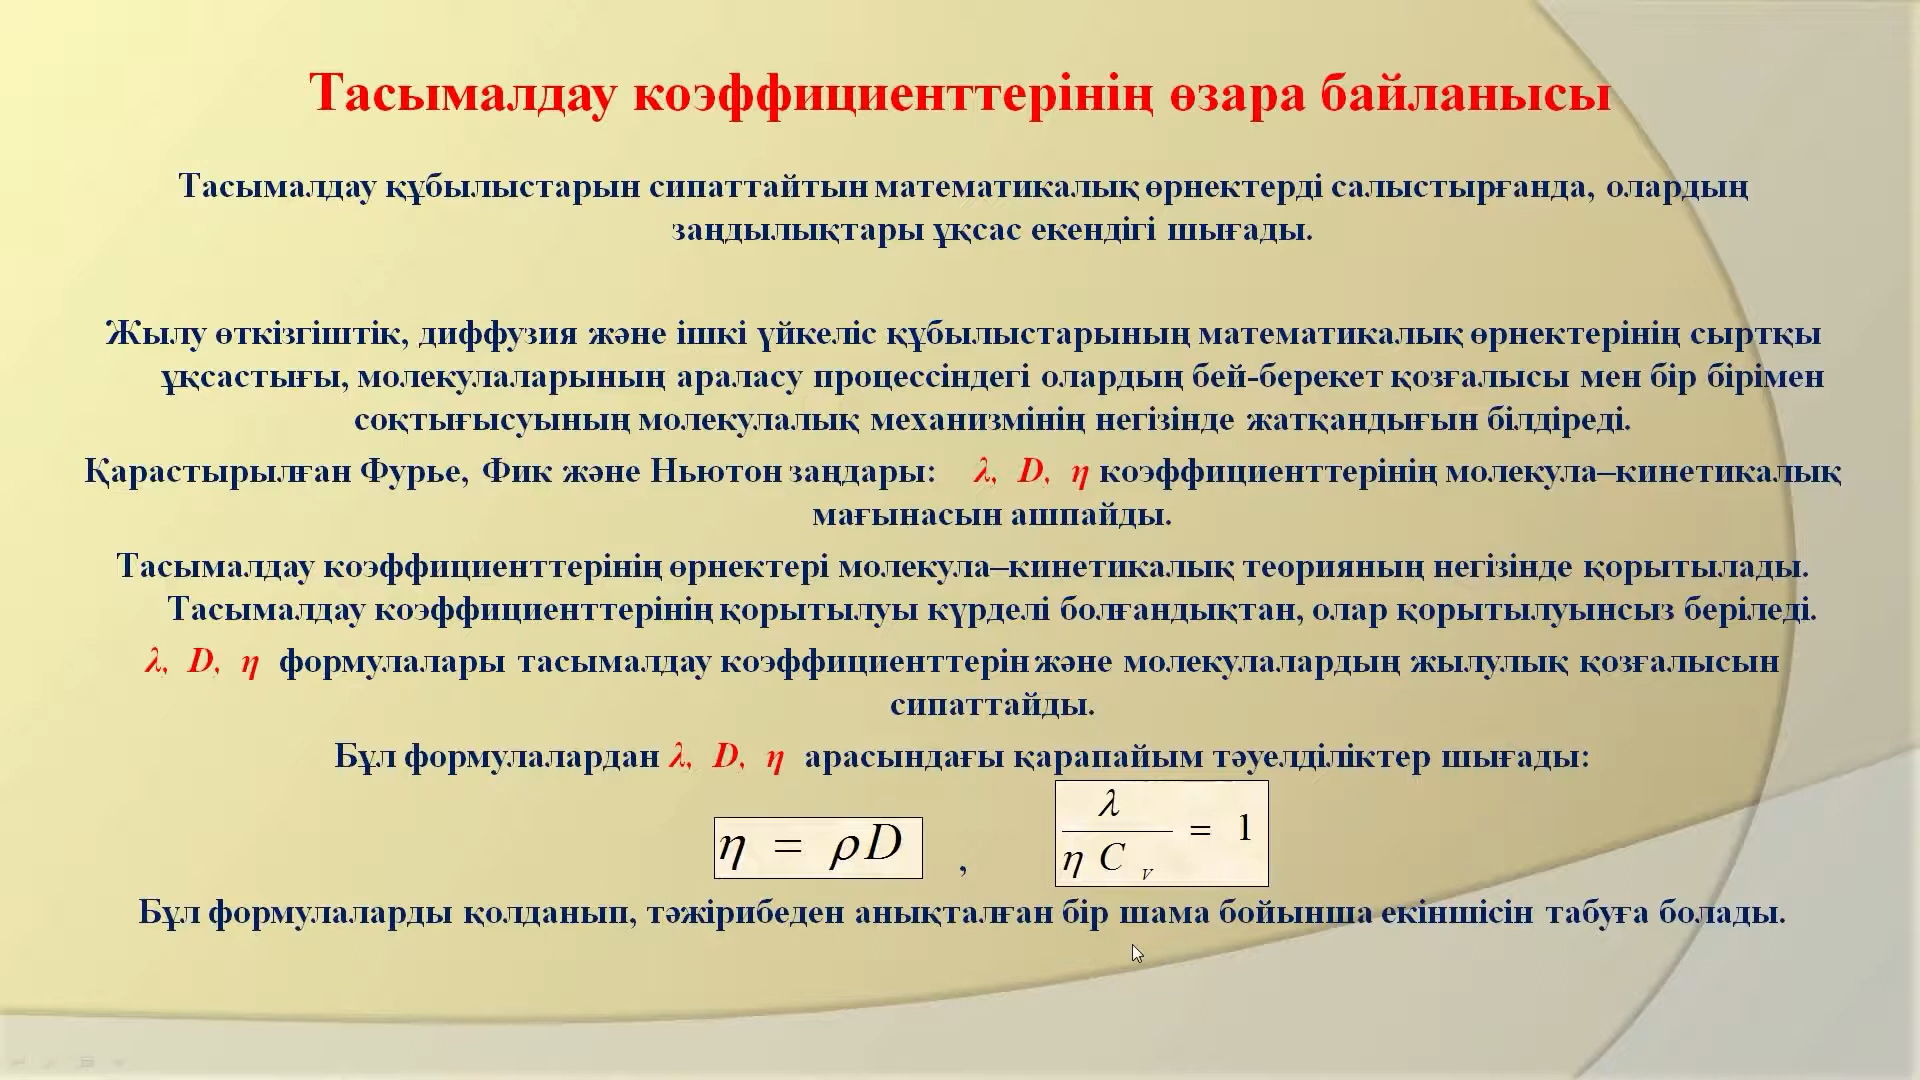 Тасымалдау коэффициенттерінің өзара байланысы
Тасымалдау құбылыстарын сипаттайтын математикалық өрнектерді салыстырғанда, олардың
заңдылықтары ұқсас екендігі шығады.
Жылу өткізгіштік, диффузия және ішкі үйкеліс құбылыстарының математикалық өрнектерінің сыртқы
ұқсастығы, молекулаларының араласу процессіндегі олардың бей-берекет қозғалысы мен бір бірімен
соқтығысуының молекулалық механизмінің негізінде жатқандығын білдіреді.
Қарастырылған Фурье, Фик және Ньютон заңдары: λ, D, η коэффициенттерінің молекула–кинетикалық
мағынасын ашпайды.
Тасымалдау коэффициенттерінің өрнектері молекула–кинетикалық теорияның негізінде қорытылады.
Тасымалдау коэффициенттерінің қорытылуы күрделі болғандықтан, олар қорытылуынсыз беріледі.
λ, D, η формулалары тасымалдау коэффициенттерін және молекулалардың жылулық қозғалысын
сипаттайды.
Бұл формулалардан λ, D, η арасындағы қарапайым тәуелділіктер шығады:
η = ρD , λ / η C_V = 1
Бұл формулаларды қолданып, тәжірибеден анықталған бір шама бойынша екіншісін табуға болады.